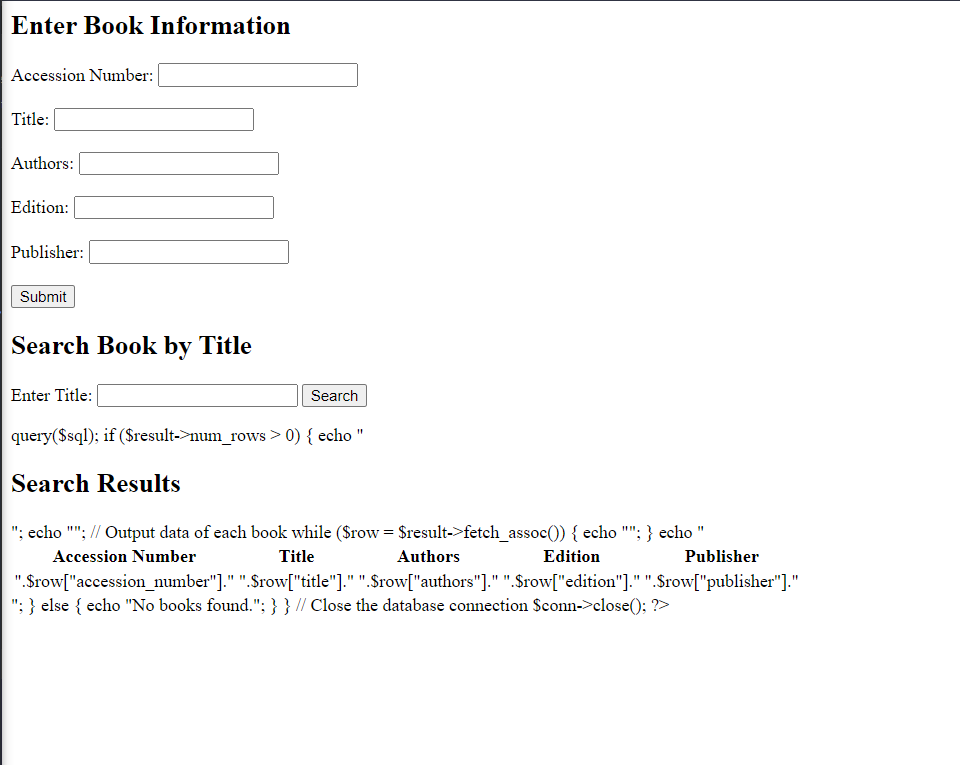 Enter Book Information
Accession Number:
Title:
Authors:
Edition:
Publisher:
Submit
Search Book by Title
Enter Title: Search
query($sql); if ($result->num_rows > 0) { echo "
Search Results
"; echo ""; // Output data of each book while ($row = $result->fetch_assoc()) { echo ""; } echo "
Accession Number Title Authors Edition Publisher
".$row["accession_number"]." ".$row["title"]." ".$row["authors"]." ".$row["edition"]." ".$row["publisher"]."
"; } else { echo "No books found."; } } // Close the database connection $conn->close(); ?>